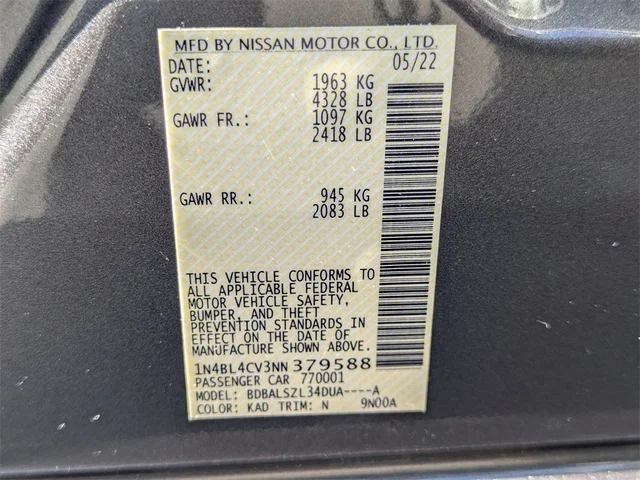 MFD BY NISSAN MOTOR CO., LTD.
DATE: 05/22
GVWR: 1963 KG
4328 LB
GAWR FR.: 1097 KG
2418 LB
GAWR RR.: 945 KG
2083 LB
THIS VEHICLE CONFORMS TO
ALL APPLICABLE FEDERAL
MOTOR VEHICLE SAFETY,
BUMPER, AND THEFT
PREVENTION STANDARDS IN
EFFECT ON THE DATE OF
MANUFACTURE SHOWN ABOVE.
1N4BL4CV3NN379588
PASSENGER CAR 770001
MODEL: BDBALSZL34DUA----A
COLOR: KAD TRIM: N 9N00A